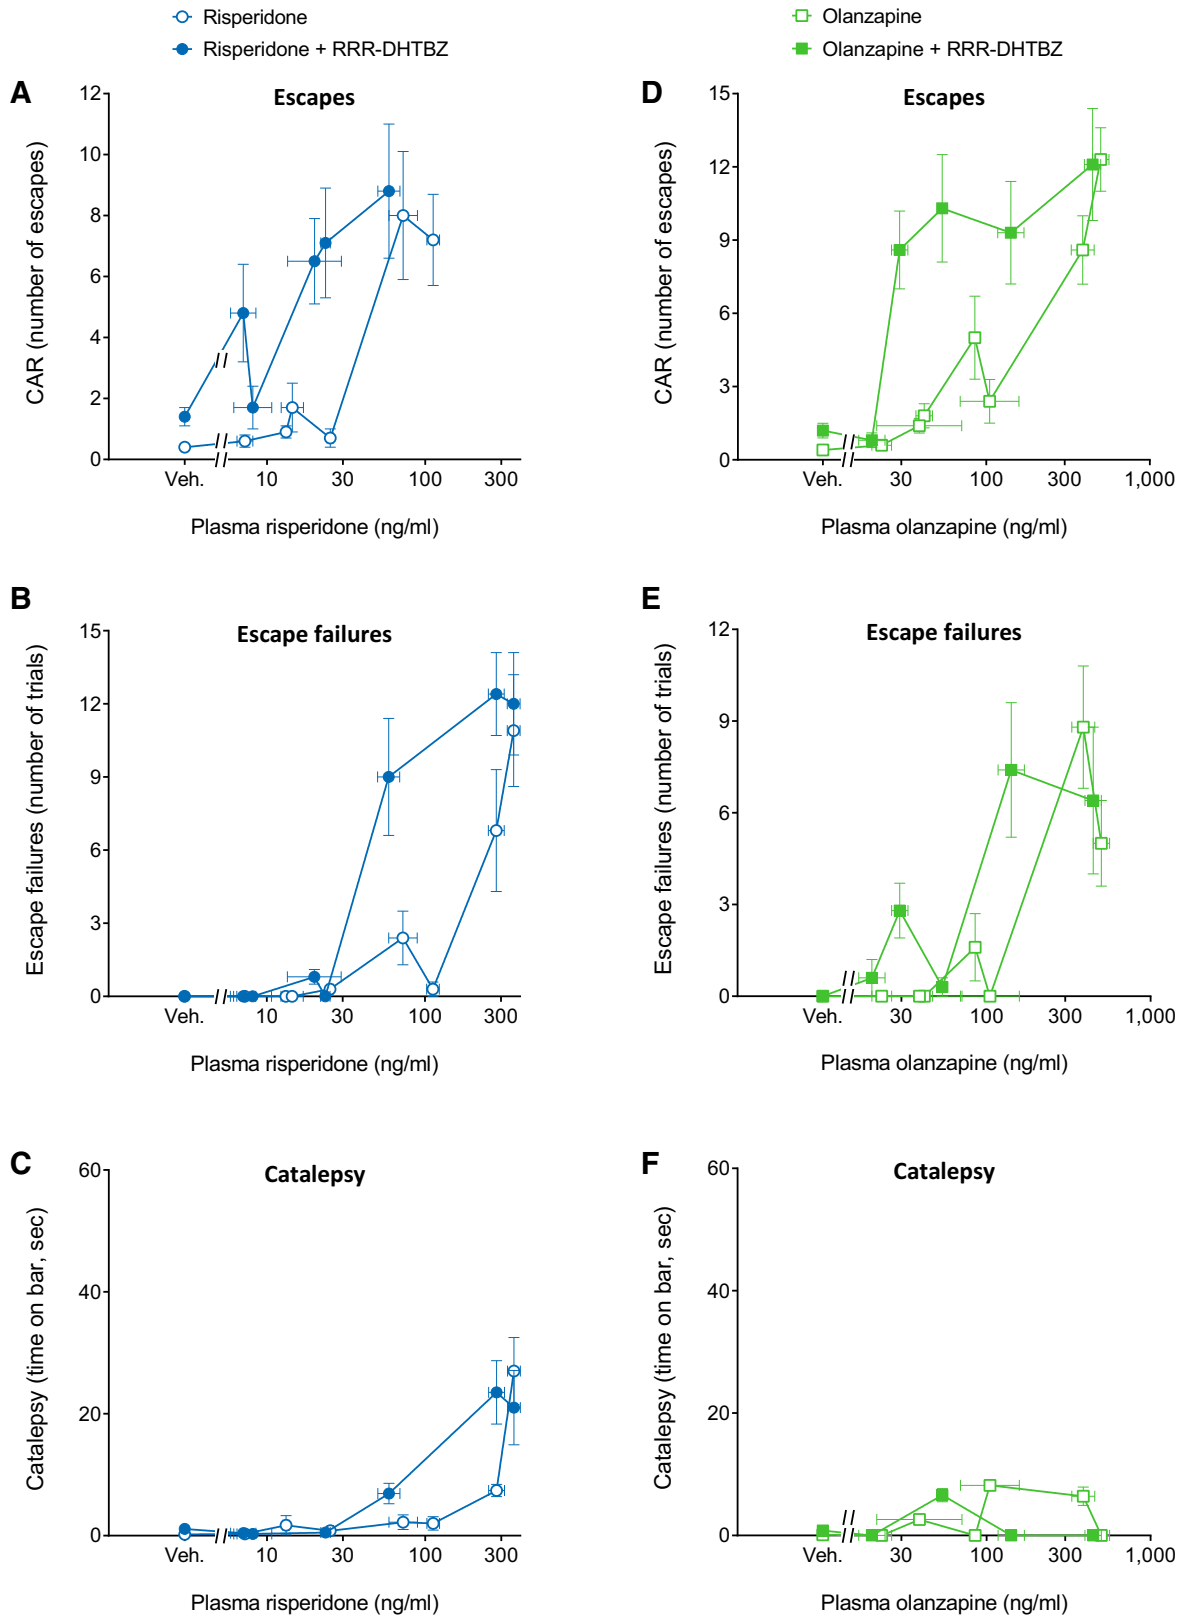 Risperidone
Risperidone + RRR-DHTBZ
Olanzapine
Olanzapine + RRR-DHTBZ
A
Escapes
CAR (number of escapes)
12
10
8
6
4
2
0
Veh.
10
30
100
300
Plasma risperidone (ng/ml)
D
Escapes
CAR (number of escapes)
15
12
9
6
3
0
Veh.
30
100
300
1,000
Plasma olanzapine (ng/ml)
B
Escape failures
Escape failures (number of trials)
15
12
9
6
3
0
Veh.
10
30
100
300
Plasma risperidone (ng/ml)
E
Escape failures
Escape failures (number of trials)
12
9
6
3
0
Veh.
30
100
300
1,000
Plasma olanzapine (ng/ml)
C
Catalepsy
Catalepsy (time on bar, sec)
60
40
20
0
Veh.
10
30
100
300
Plasma risperidone (ng/ml)
F
Catalepsy
Catalepsy (time on bar, sec)
60
40
20
0
Veh.
30
100
300
1,000
Plasma olanzapine (ng/ml)